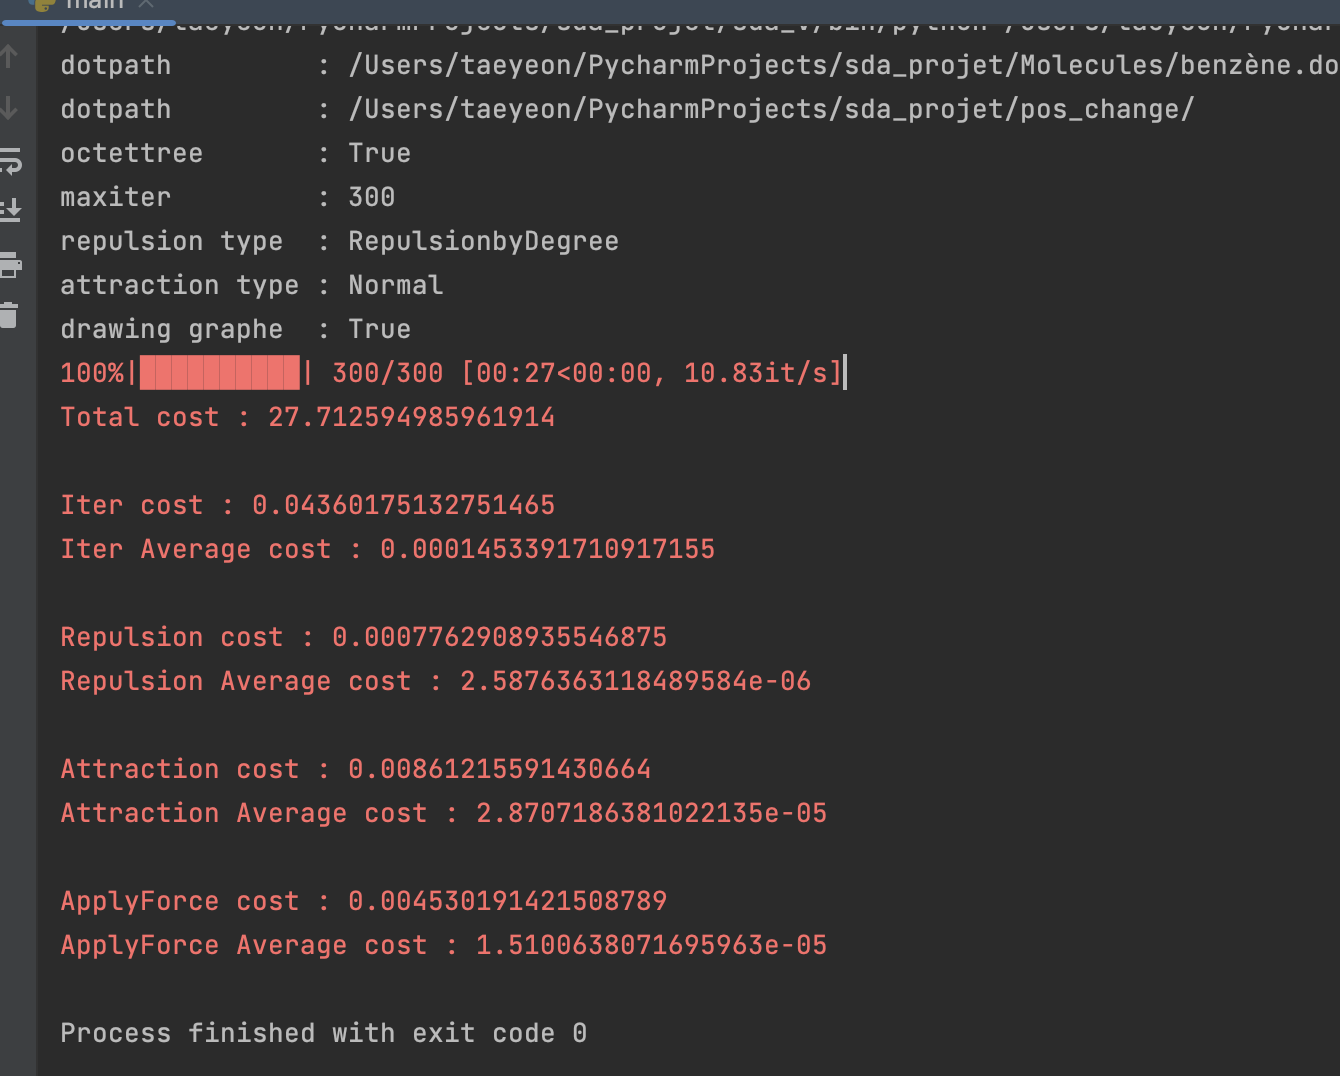 main
dotpath : /Users/taeyeon/PycharmProjects/sda_projet/Molecules/benzène.do
dotpath : /Users/taeyeon/PycharmProjects/sda_projet/pos_change/
octettree : True
maxiter : 300
repulsion type : RepulsionbyDegree
attraction type : Normal
drawing graphe : True
100%|██████████| 300/300 [00:27<00:00, 10.83it/s]
Total cost : 27.712594985961914
Iter cost : 0.04360175132751465
Iter Average cost : 0.0001453391710917155
Repulsion cost : 0.0007762908935546875
Repulsion Average cost : 2.5876363118489584e-06
Attraction cost : 0.00861215591430664
Attraction Average cost : 2.8707186381022135e-05
ApplyForce cost : 0.004530191421508789
ApplyForce Average cost : 1.5100638071695963e-05
Process finished with exit code 0